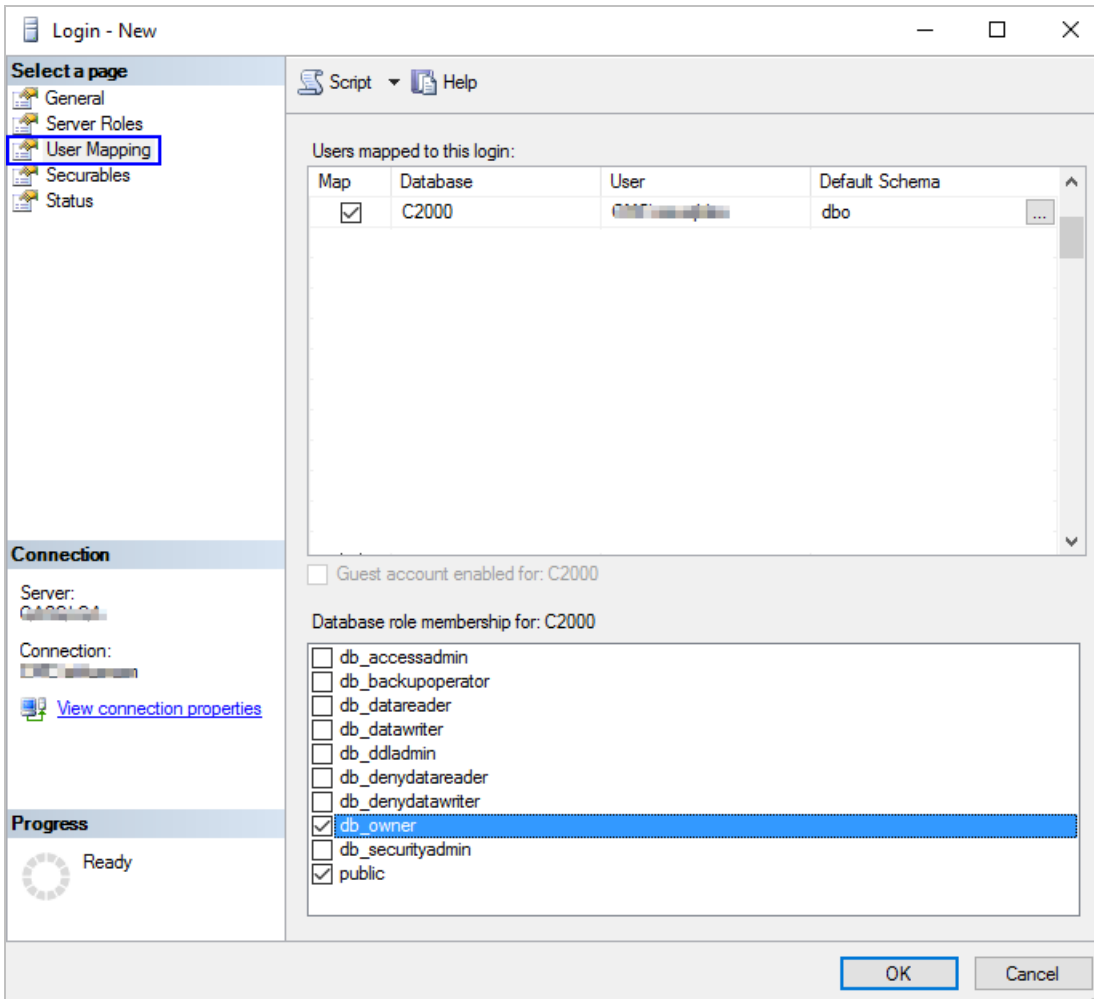 Login - New
Select a page
General
Server Roles
User Mapping
Securables
Status
Script
Help
Users mapped to this login:
Map Database User Default Schema
C2000 dbo ...
Guest account enabled for: C2000
Database role membership for: C2000
db_accessadmin
db_backupoperator
db_datareader
db_datawriter
db_ddladmin
db_denydatareader
db_denydatawriter
db_owner
db_securityadmin
public
Connection
Server:
Connection:
View connection properties
Progress
Ready
OK
Cancel